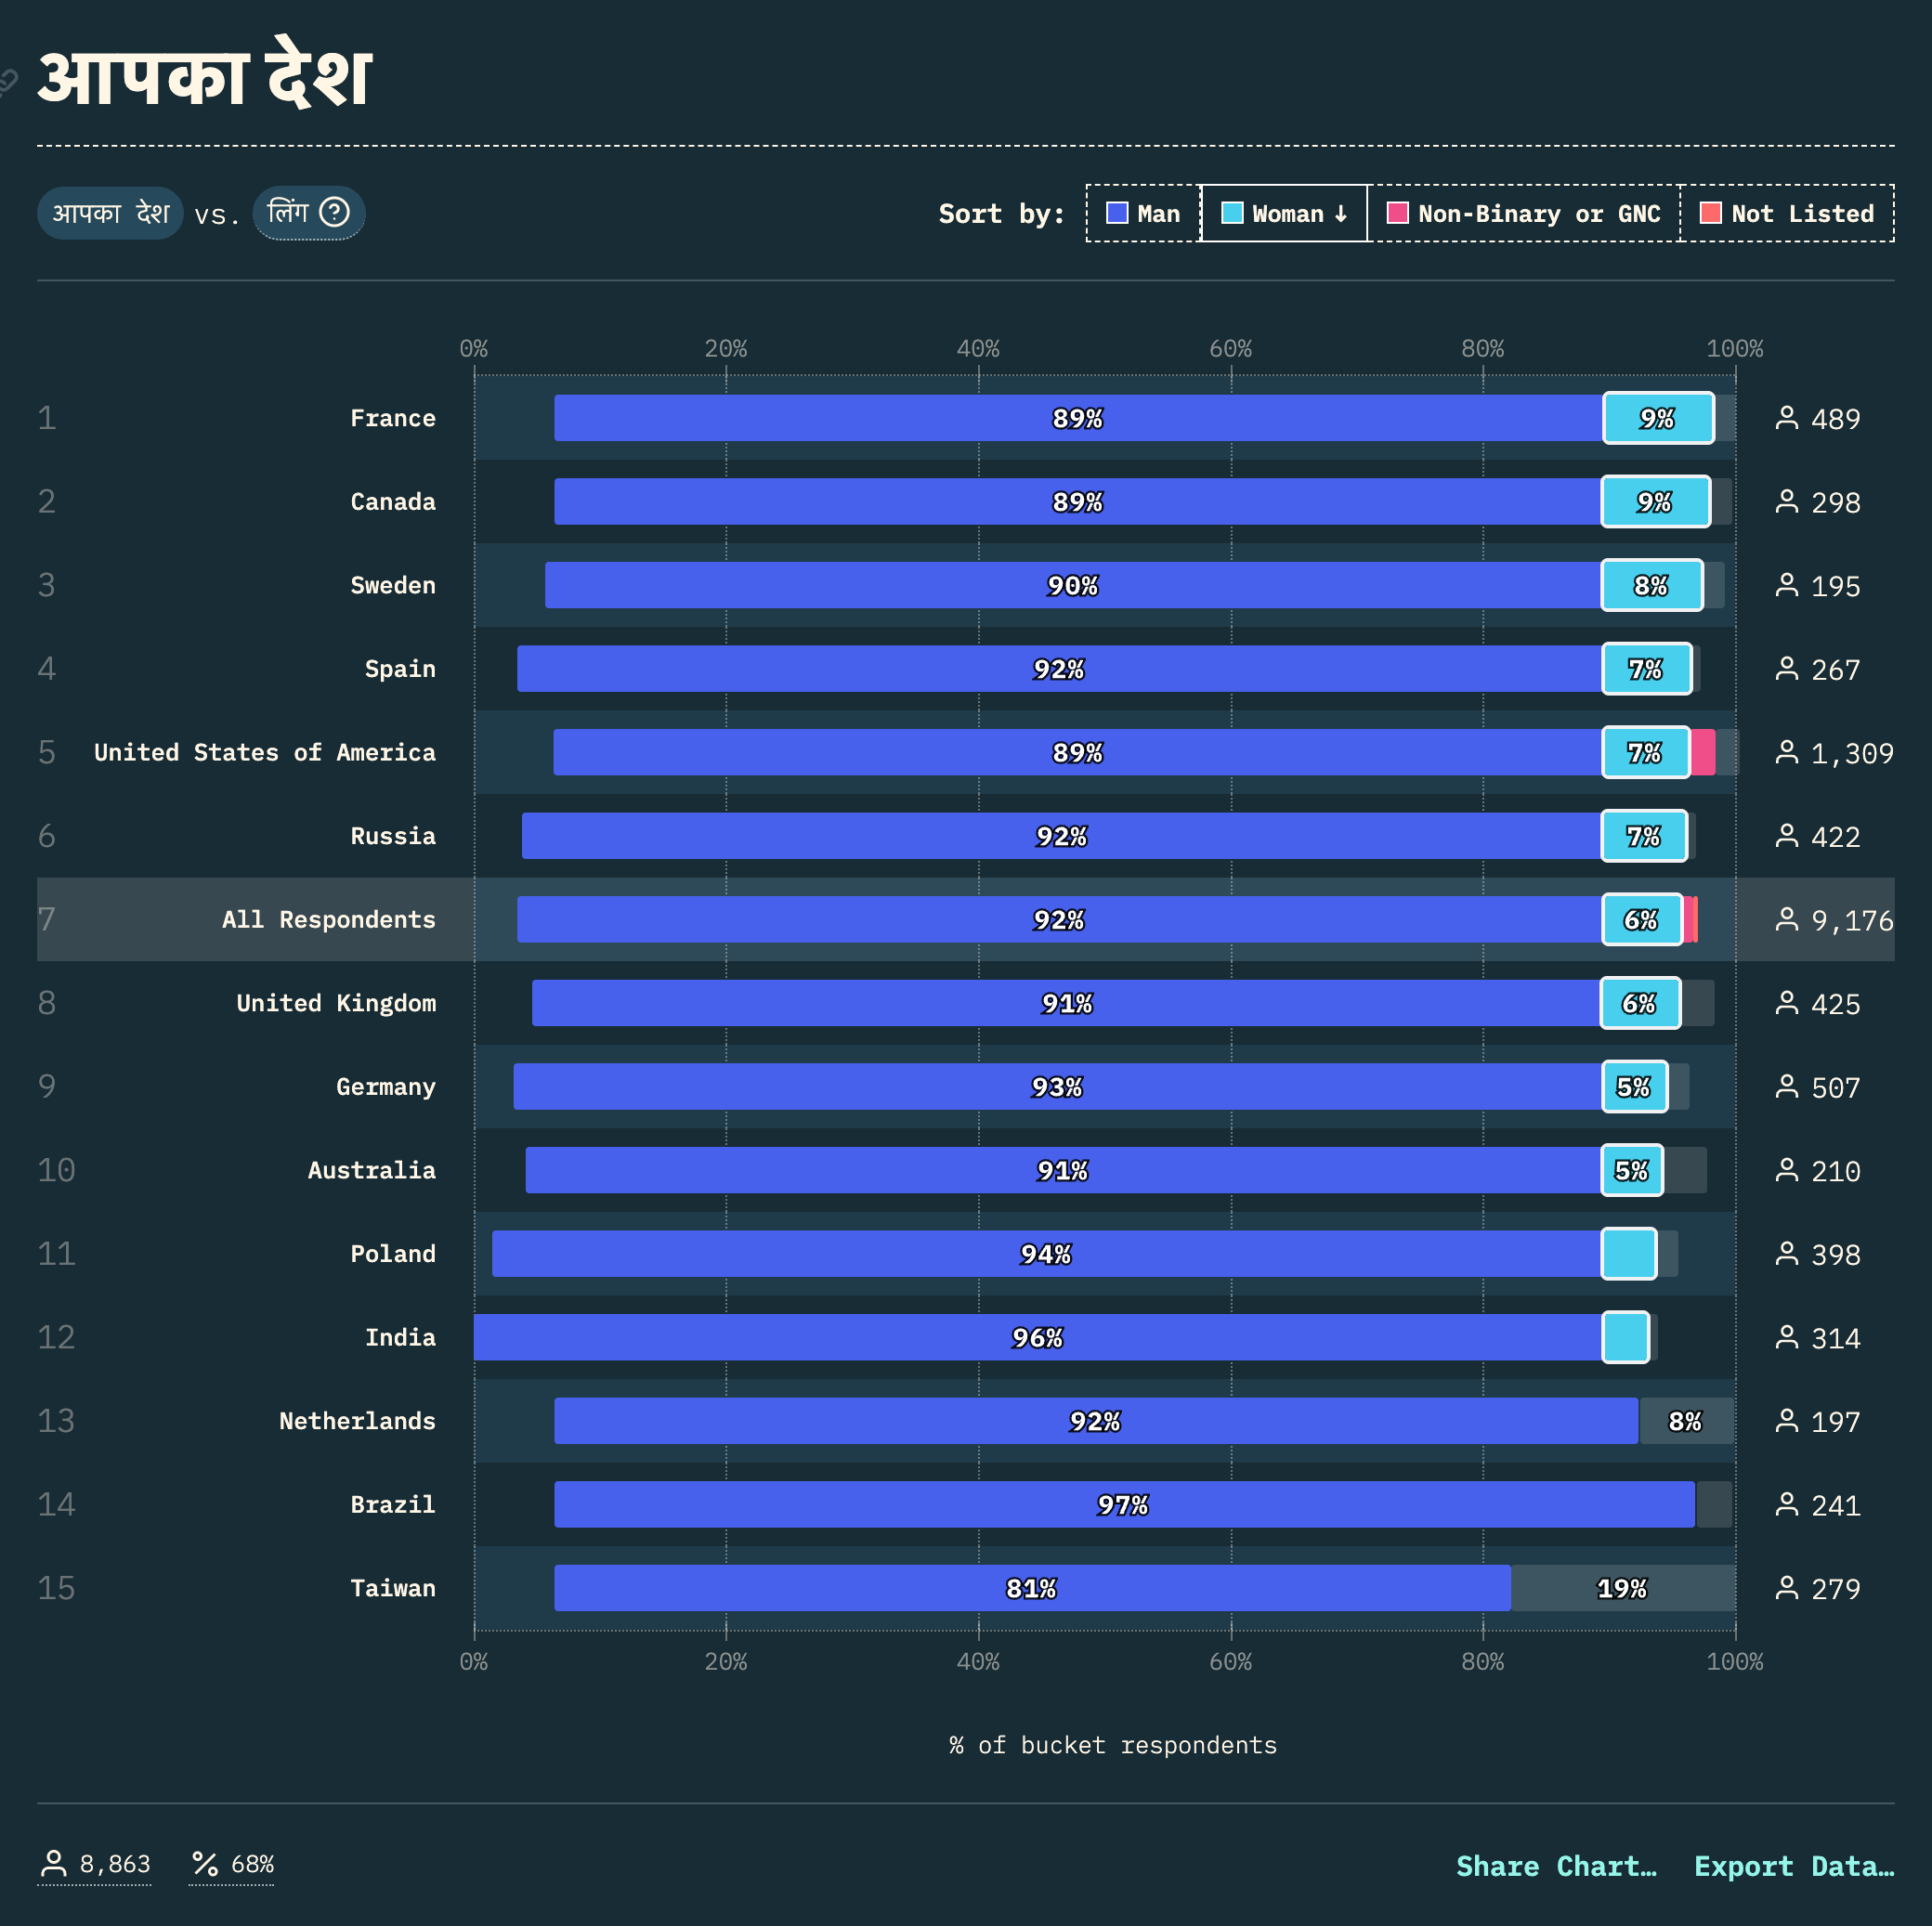 आपका देश
आपका देश vs. लिंग ?
Sort by: Man Woman ↓ Non-Binary or GNC Not Listed
0% 20% 40% 60% 80% 100%
1 France 89% 9% 489
2 Canada 89% 9% 298
3 Sweden 90% 8% 195
4 Spain 92% 7% 267
5 United States of America 89% 7% 1,309
6 Russia 92% 7% 422
7 All Respondents 92% 6% 9,176
8 United Kingdom 91% 6% 425
9 Germany 93% 5% 507
10 Australia 91% 5% 210
11 Poland 94% 398
12 India 96% 314
13 Netherlands 92% 8% 197
14 Brazil 97% 241
15 Taiwan 81% 19% 279
0% 20% 40% 60% 80% 100%
% of bucket respondents
8,863 % 68% Share Chart… Export Data…